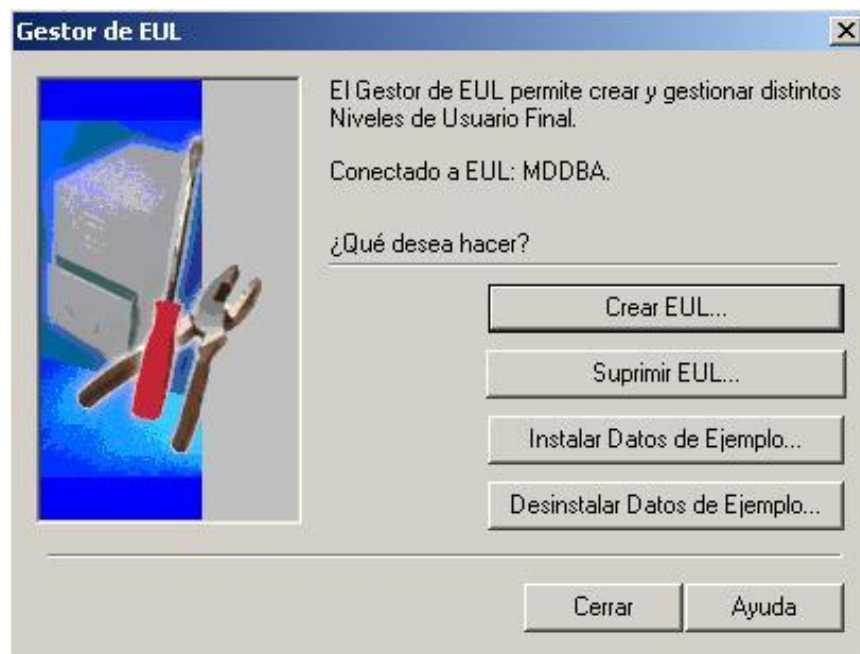 Gestor de EUL
El Gestor de EUL permite crear y gestionar distintos
Niveles de Usuario Final.
Conectado a EUL: MDDBA.
¿Qué desea hacer?
Crear EUL...
Suprimir EUL...
Instalar Datos de Ejemplo...
Desinstalar Datos de Ejemplo...
Cerrar
Ayuda